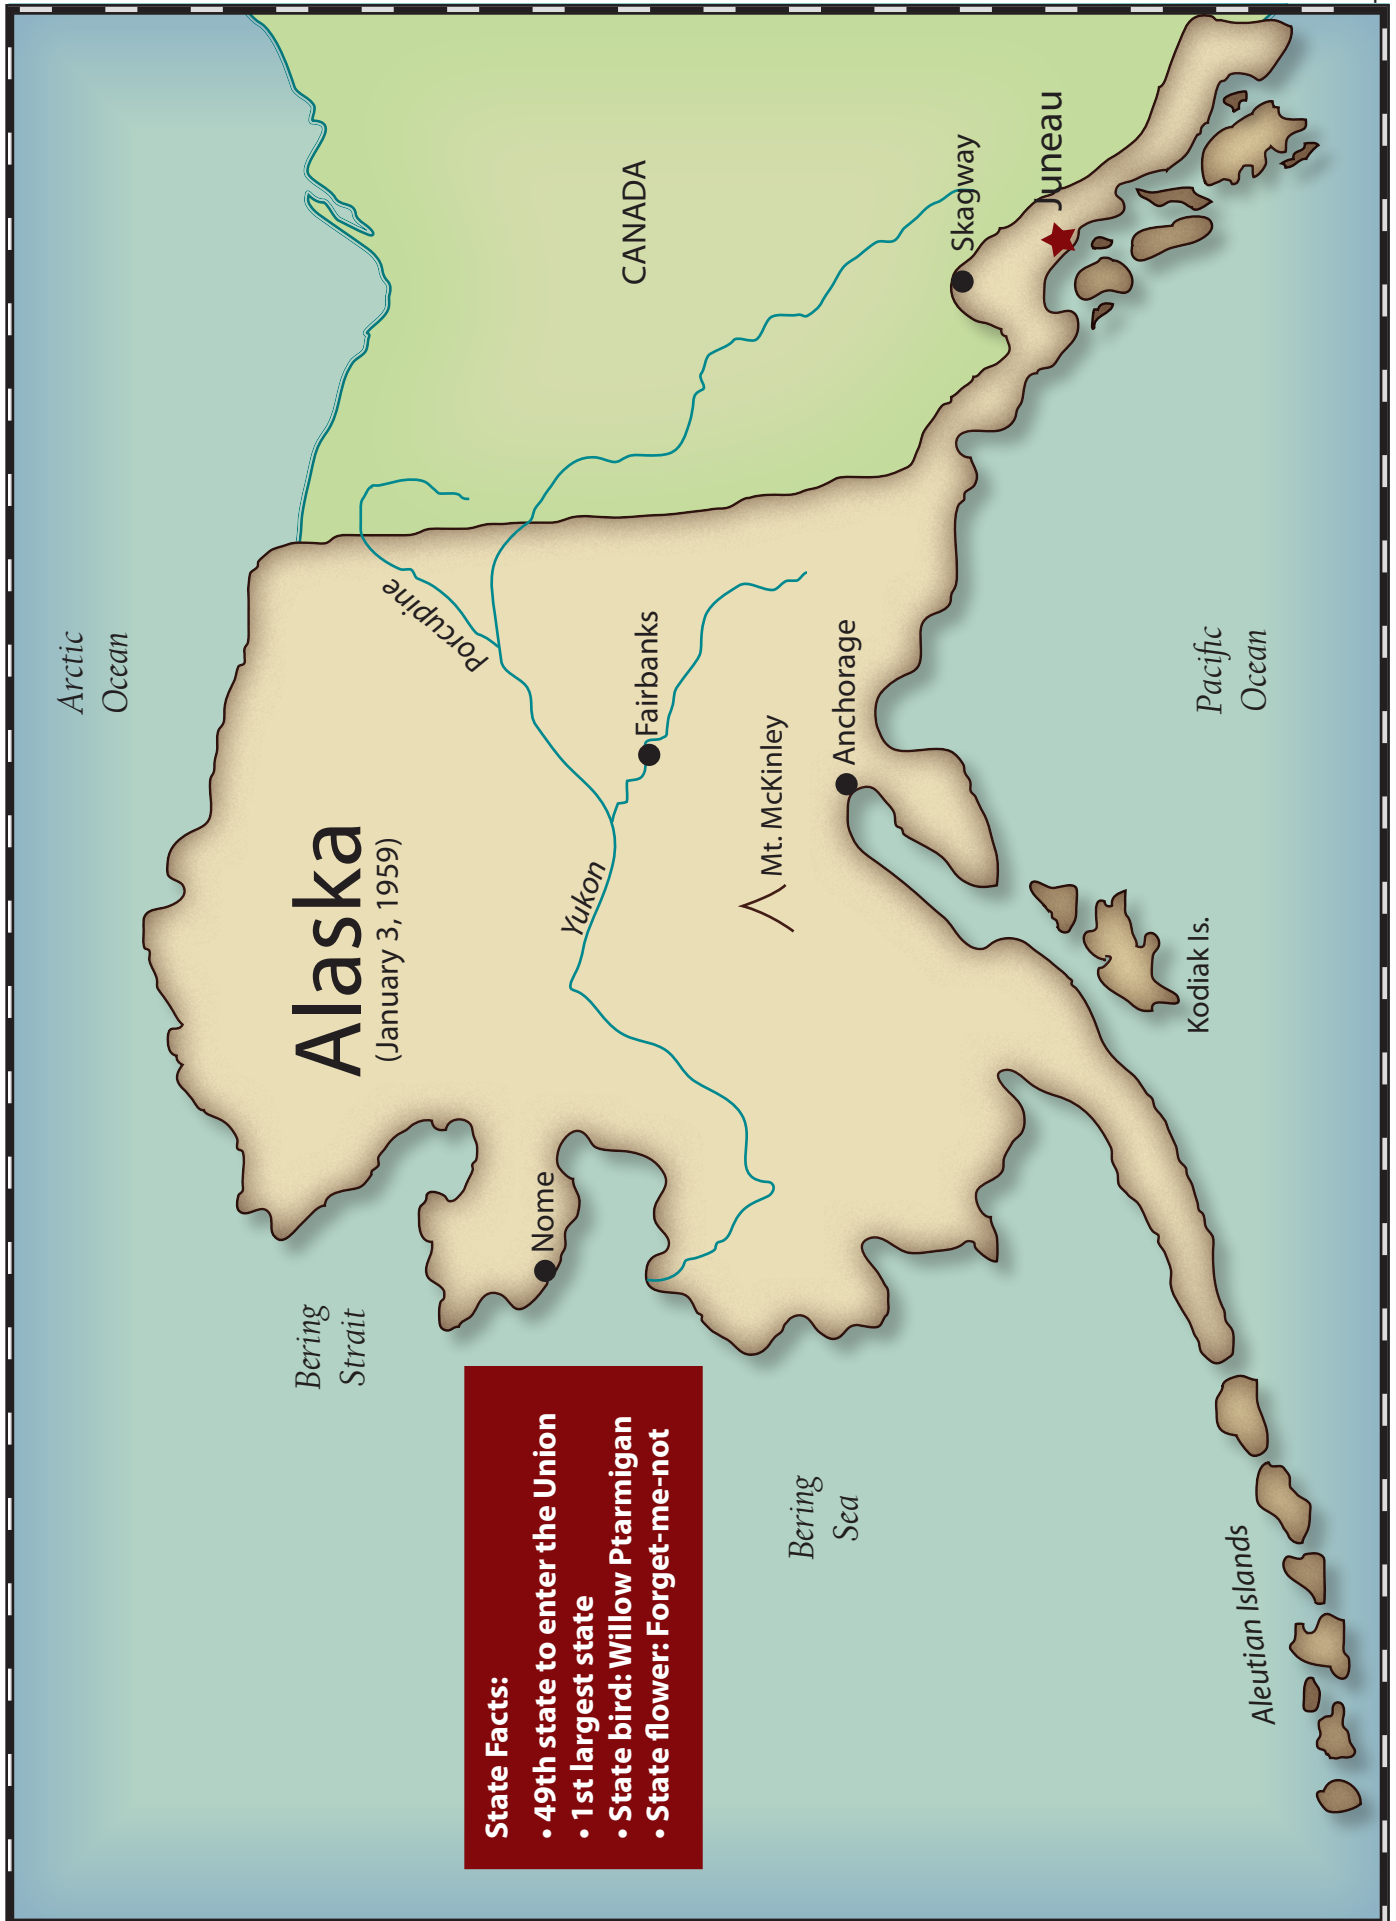 Arctic
Ocean
Alaska
(January 3, 1959)
Porcupine
CANADA
Bering
Strait
Nome
Yukon
Fairbanks
State Facts:
• 49th state to enter the Union
• 1st largest state
• State bird: Willow Ptarmigan
• State flower: Forget-me-not
Mt. McKinley
Bering
Sea
Anchorage
Skagway
Juneau
Kodiak Is.
Pacific
Ocean
Aleutian Islands